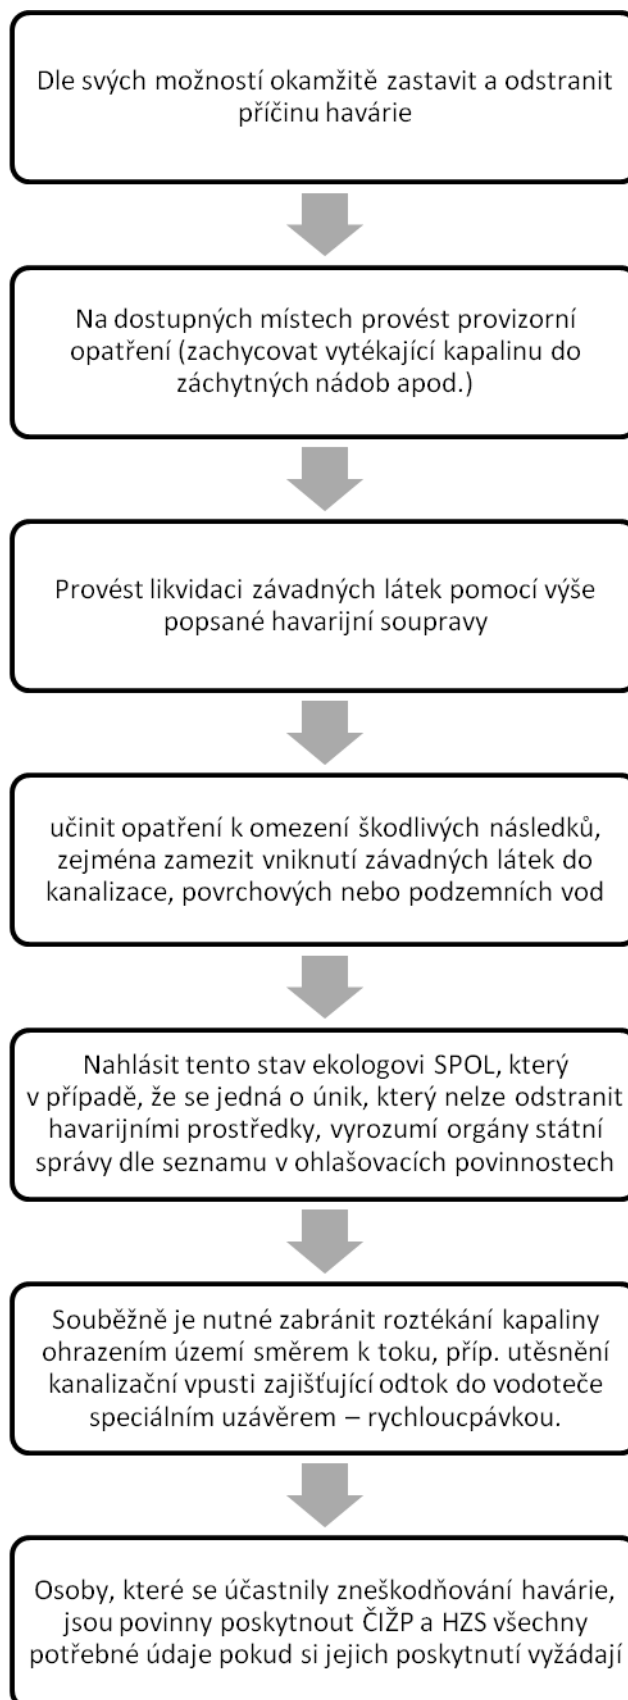 Dle svých možností okamžitě zastavit a odstranit
příčinu havárie
Na dostupných místech provést provizorní
opatření (zachycovat vytékající kapalinu do
záchytných nádob apod.)
Provést likvidaci závadných látek pomocí výše
popsané havarijní soupravy
učinit opatření k omezení škodlivých následků,
zejména zamezit vniknutí závadných látek do
kanalizace, povrchových nebo podzemních vod
Nahlásit tento stav ekologovi SPOL, který
v případě, že se jedná o únik, který nelze odstranit
havarijními prostředky, vyrozumí orgány státní
správy dle seznamu v ohlašovacích povinnostech
Souběžně je nutné zabránit roztékání kapaliny
ohrazením území směrem k toku, příp. utěsnění
kanalizační vpusti zajišťující odtok do vodoteče
speciálním uzávěrem – rychloucpávkou.
Osoby, které se účastnily zneškodňování havárie,
jsou povinny poskytnout ČIŽP a HZS všechny
potřebné údaje pokud si jejich poskytnutí vyžádají